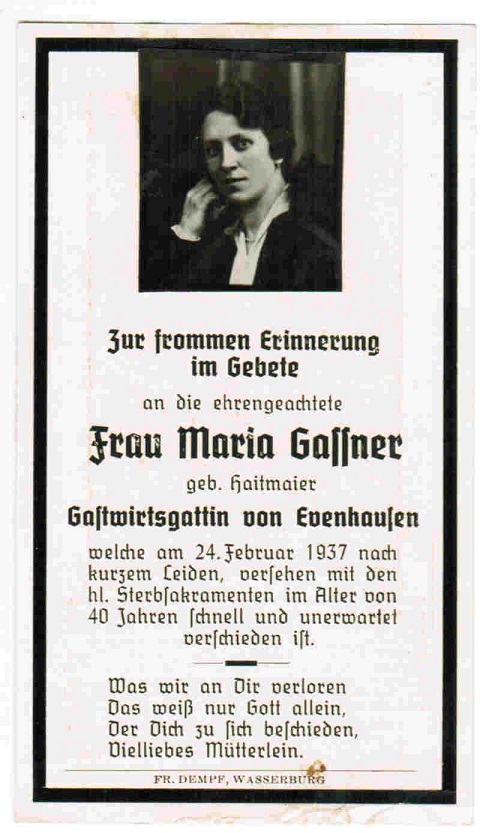 Zur frommen Erinnerung
im Gebete
an die ehrengeachtete
Frau Maria Gaſſner
geb. Haitmaier
Gaſtwirtsgattin von Evenhauſen
welche am 24. Februar 1937 nach
kurzem Leiden, verſehen mit den
hl. Sterbſakramenten im Alter von
40 Jahren ſchnell und unerwartet
verſchieden iſt.
Was wir an Dir verloren
Das weiß nur Gott allein,
Der Dich zu ſich beſchieden,
Vielliebes Mütterlein.
FR. DEMPF, WASSERBURG